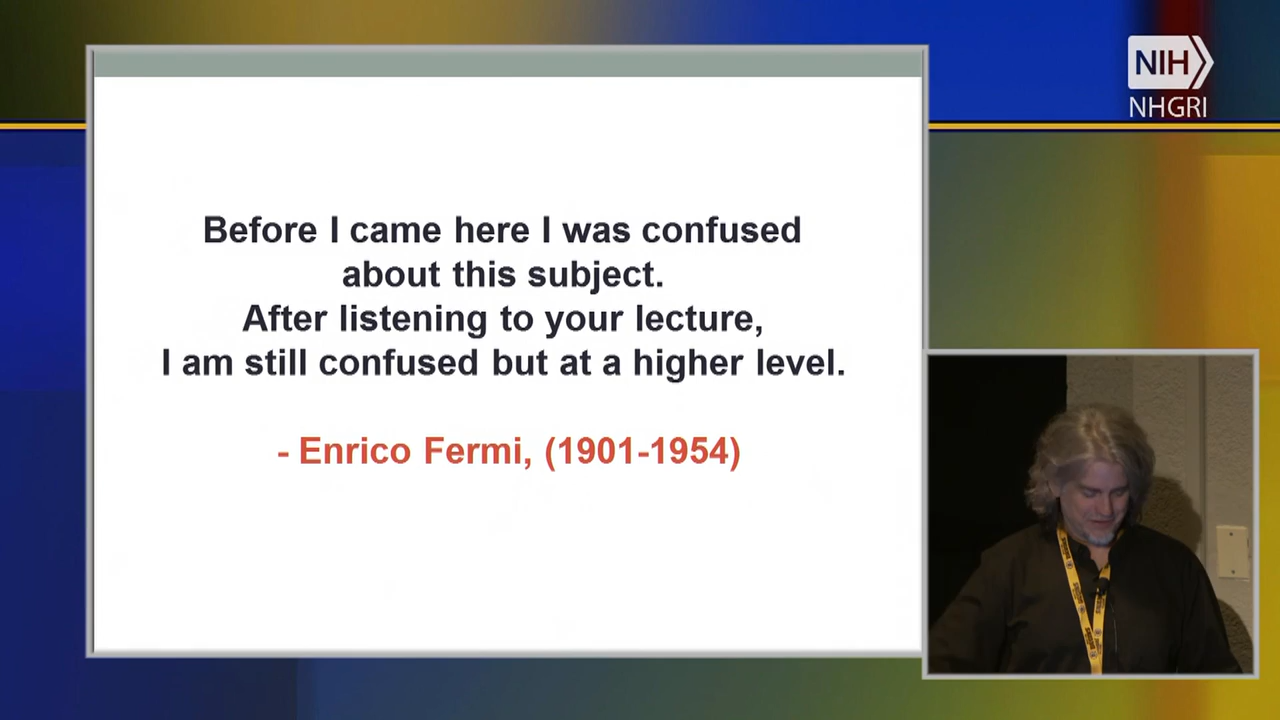 NIH
NHGRI
Before I came here I was confused
about this subject.
After listening to your lecture,
I am still confused but at a higher level.
- Enrico Fermi, (1901-1954)